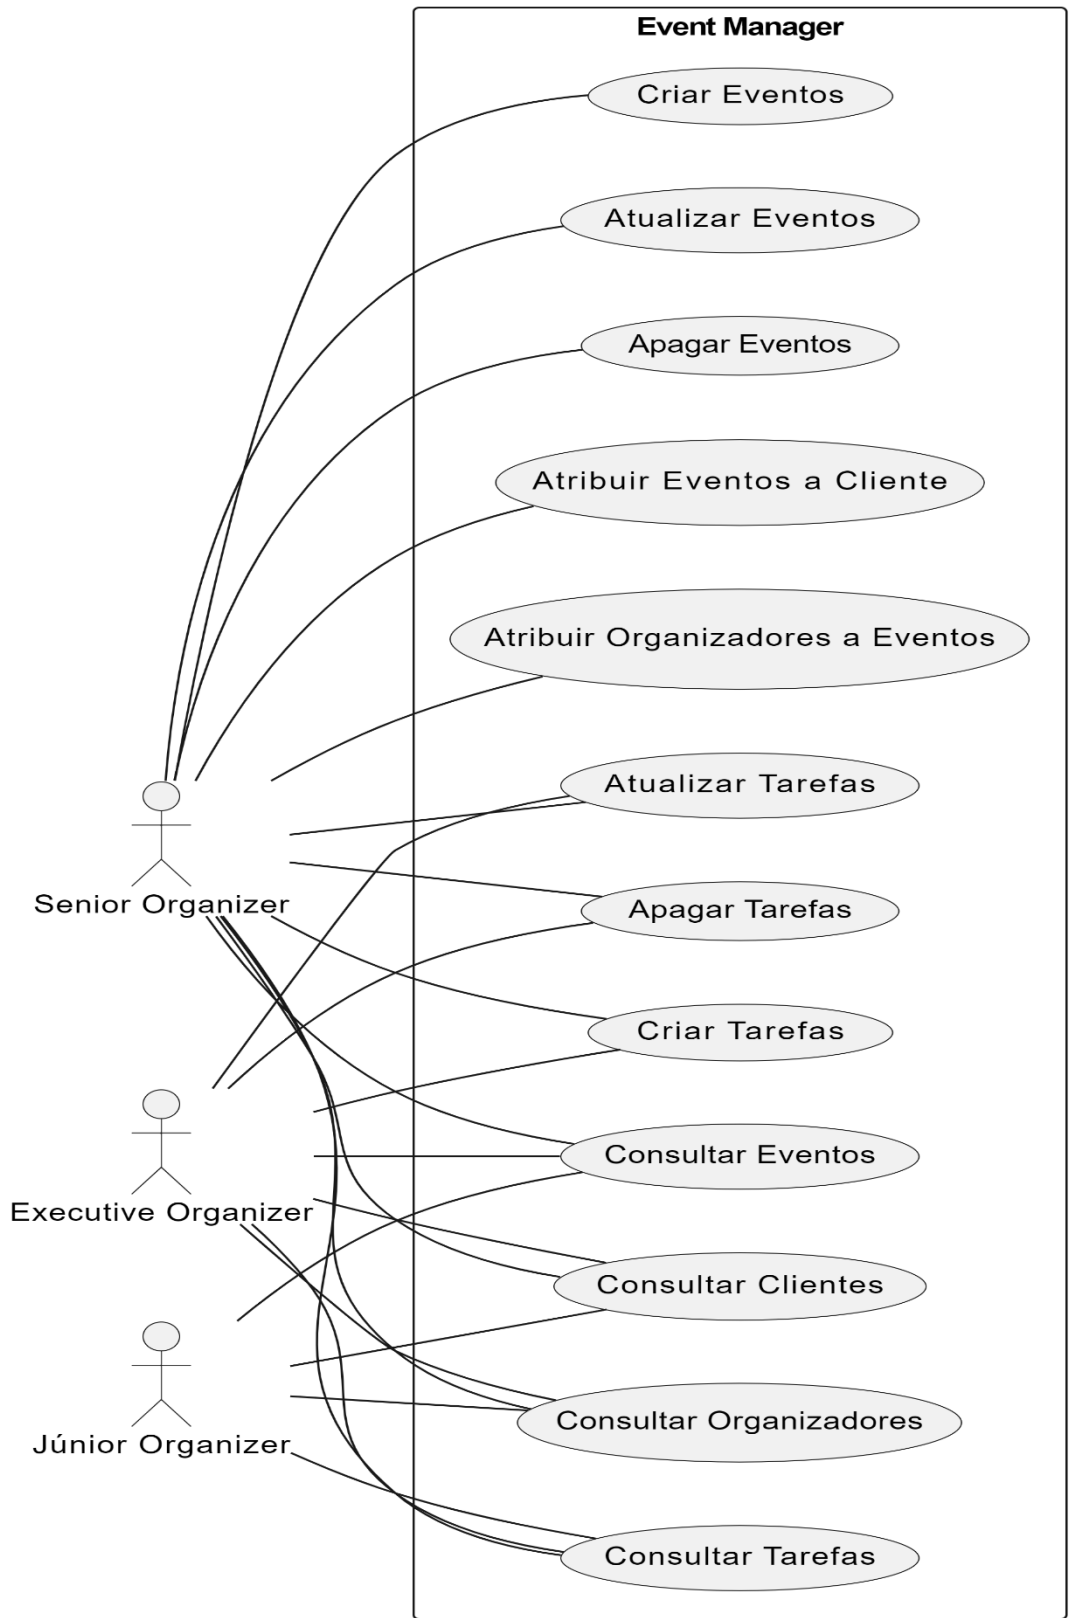 Event Manager
Criar Eventos
Atualizar Eventos
Apagar Eventos
Atribuir Eventos a Cliente
Atribuir Organizadores a Eventos
Atualizar Tarefas
Senior Organizer
Apagar Tarefas
Criar Tarefas
Consultar Eventos
Executive Organizer
Consultar Clientes
Consultar Organizadores
Júnior Organizer
Consultar Tarefas